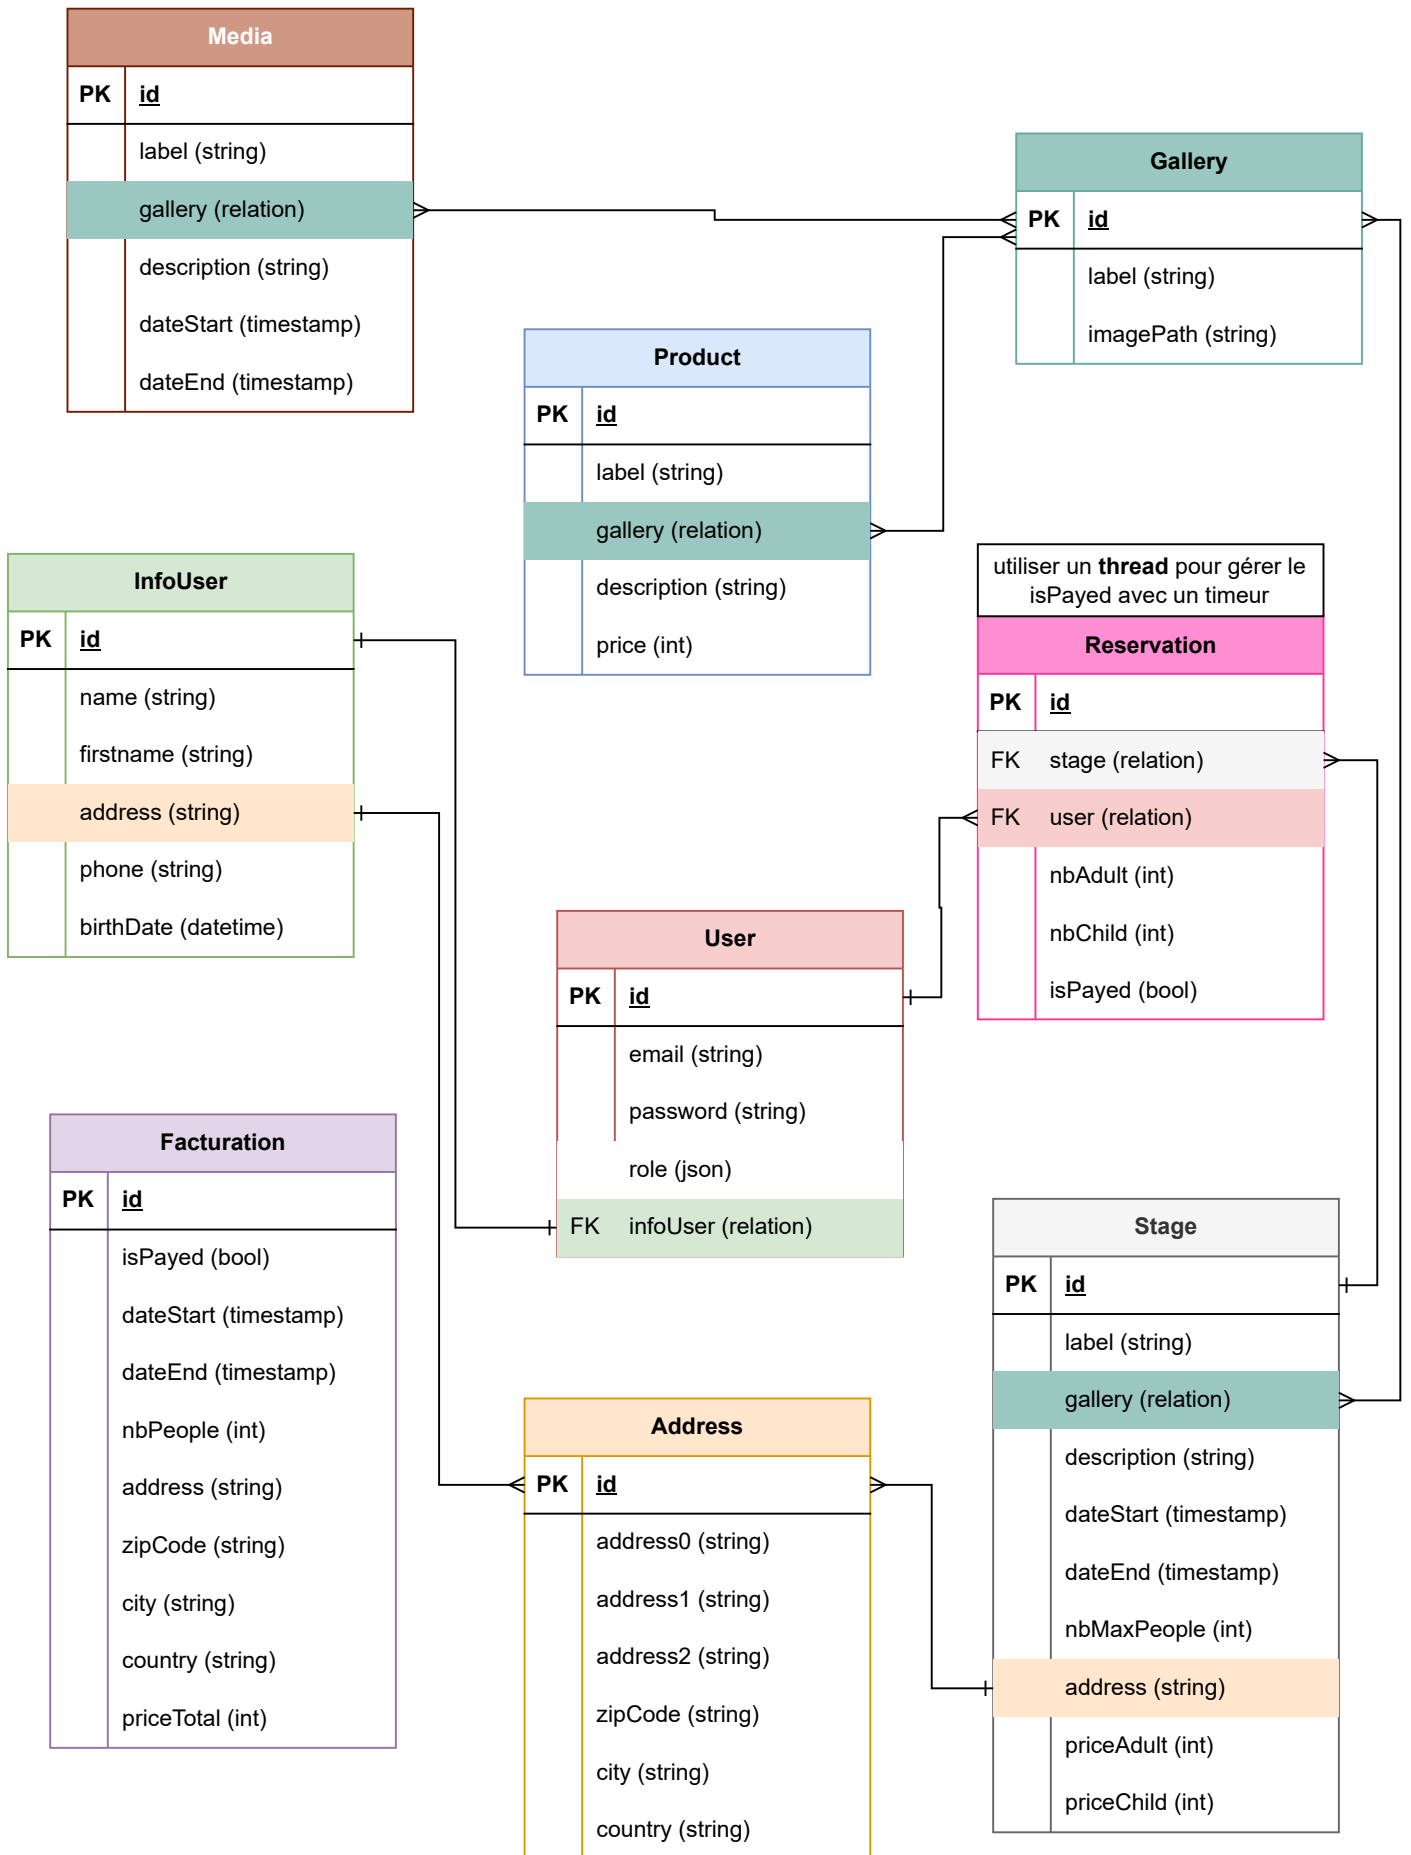 Media
PK id
label (string)
gallery (relation)
description (string)
dateStart (timestamp)
dateEnd (timestamp)
Gallery
PK id
label (string)
imagePath (string)
Product
PK id
label (string)
gallery (relation)
description (string)
price (int)
InfoUser
PK id
name (string)
firstname (string)
address (string)
phone (string)
birthDate (datetime)
utiliser un thread pour gérer le
isPayed avec un timeur
Reservation
PK id
FK stage (relation)
FK user (relation)
nbAdult (int)
nbChild (int)
isPayed (bool)
User
PK id
email (string)
password (string)
role (json)
FK infoUser (relation)
Facturation
PK id
isPayed (bool)
dateStart (timestamp)
dateEnd (timestamp)
nbPeople (int)
address (string)
zipCode (string)
city (string)
country (string)
priceTotal (int)
Address
PK id
address0 (string)
address1 (string)
address2 (string)
zipCode (string)
city (string)
country (string)
Stage
PK id
label (string)
gallery (relation)
description (string)
dateStart (timestamp)
dateEnd (timestamp)
nbMaxPeople (int)
address (string)
priceAdult (int)
priceChild (int)